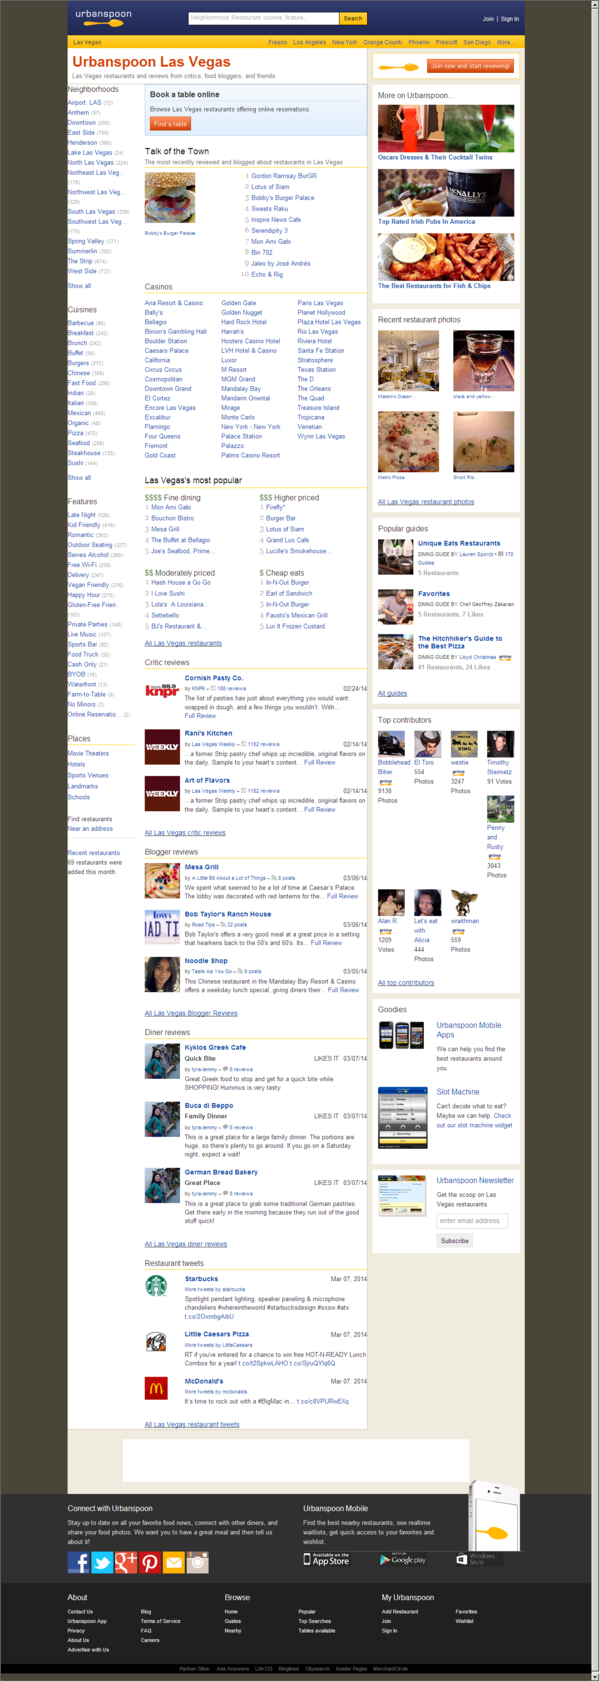 urbanspoon
Neighborhood, Restaurant, cuisine, feature...
Search
Join | Sign In
Las Vegas
Fresno Los Angeles New York Orange County Phoenix Prescott San Diego More...
Urbanspoon Las Vegas
Las Vegas restaurants and reviews from critics, food bloggers, and friends.
Join now and start reviewing!
Neighborhoods
Airport: LAS (72)
Anthem (97)
Downtown (286)
East Side (759)
Henderson (368)
Lake Las Vegas (24)
North Las Vegas (224)
Northeast Las Veg...
(179)
Northwest Las Veg...
(329)
South Las Vegas (239)
Southwest Las Veg...
(175)
Spring Valley (371)
Summerlin (362)
The Strip (674)
West Side (737)
Show all
Cuisines
Barbecue (88)
Breakfast (242)
Brunch (242)
Buffet (58)
Burgers (275)
Chinese (369)
Fast Food (286)
Indian (28)
Italian (356)
Mexican (468)
Organic (48)
Pizza (472)
Seafood (298)
Steakhouse (135)
Sushi (144)
Show all
Features
Late Night (528)
Kid Friendly (416)
Romantic (383)
Outdoor Seating (327)
Serves Alcohol (269)
Free Wi-Fi (259)
Delivery (247)
Vegan Friendly (216)
Happy Hour (215)
Gluten-Free Frien...
(163)
Private Parties (148)
Live Music (107)
Sports Bar (92)
Food Truck (32)
Cash Only (21)
BYOB (18)
Waterfront (13)
Farm-to-Table (9)
No Minors (3)
Online Reservatio... (2)
Places
Movie Theaters
Hotels
Sports Venues
Landmarks
Schools
Find restaurants
Near an address
Recent restaurants
69 restaurants were
added this month
Book a table online
Browse Las Vegas restaurants offering online reservations.
Find a table
Talk of the Town
The most recently reviewed and blogged about restaurants in Las Vegas
Bobby's Burger Palace
1 Gordon Ramsay BurGR
2 Lotus of Siam
3 Bobby's Burger Palace
4 Sweets Raku
5 Inspire News Cafe
6 Serendipity 3
7 Mon Ami Gabi
8 Bin 702
9 Jaleo by José Andrés
10 Echo & Rig
Casinos
Aria Resort & Casino
Bally's
Bellagio
Binion's Gambling Hall
Boulder Station
Caesars Palace
California
Circus Circus
Cosmopolitan
Downtown Grand
El Cortez
Encore Las Vegas
Excalibur
Flamingo
Four Queens
Fremont
Gold Coast
Golden Gate
Golden Nugget
Hard Rock Hotel
Harrah's
Hooters Casino Hotel
LVH Hotel & Casino
Luxor
M Resort
MGM Grand
Mandalay Bay
Mandarin Oriental
Mirage
Monte Carlo
New York - New York
Palace Station
Palazzo
Palms Casino Resort
Paris Las Vegas
Planet Hollywood
Plaza Hotel Las Vegas
Rio Las Vegas
Riviera Hotel
Santa Fe Station
Stratosphere
Texas Station
The D
The Orleans
The Quad
Treasure Island
Tropicana
Venetian
Wynn Las Vegas
Las Vegas's most popular
$$$$ Fine dining
1 Mon Ami Gabi
2 Bouchon Bistro
3 Mesa Grill
4 The Buffet at Bellagio
5 Joe's Seafood, Prime...
$$$ Higher priced
1 Firefly*
2 Burger Bar
3 Lotus of Siam
4 Grand Lux Cafe
5 Lucille's Smokehouse...
$$ Moderately priced
1 Hash House a Go Go
2 I Love Sushi
3 Lola's: A Louisiana...
4 Settebello
5 BJ's Restaurant &...
$ Cheap eats
1 In-N-Out Burger
2 Earl of Sandwich
3 In-N-Out Burger
4 Fausto's Mexican Grill
5 Luv It Frozen Custard
All Las Vegas restaurants
Critic reviews
88.9
knpr
Cornish Pasty Co.
by KNPR – 188 reviews 02/24/14
The list of pasties has just about everything you would want
wrapped in dough, and a few things you wouldn't. With...
Full Review
WEEKLY
Rani's Kitchen
by Las Vegas Weekly – 1182 reviews 02/14/14
...a former Strip pastry chef whips up incredible, original flavors on
the daily. Sample to your heart's content... Full Review
WEEKLY
Art of Flavors
by Las Vegas Weekly – 1182 reviews 02/14/14
...a former Strip pastry chef whips up incredible, original flavors on
the daily. Sample to your heart's content... Full Review
All Las Vegas critic reviews
Blogger reviews
Mesa Grill
by A Little Bit About a Lot of Things – 8 posts 03/06/14
We spent what seemed to be a lot of time at Caesar's Palace.
The lobby was decorated with red lanterns for the... Full Review
IOWA
Bob Taylor's Ranch House
by Road Tips – 32 posts 03/06/14
Bob Taylor's offers a very good meal at a great price in a setting
that hearkens back to the 50's and 60's. Its... Full Review
Noodle Shop
by Taste As You Go – 9 posts 03/05/14
This Chinese restaurant in the Mandalay Bay Resort & Casino
offers a weekday lunch special, giving diners their... Full Review
All Las Vegas Blogger Reviews
Diner reviews
Kyklos Greek Cafe
Quick Bite LIKES IT 03/07/14
by tyra-lemmy – 8 reviews
Great Greek food to stop and get for a quick bite while
SHOPPING! Hummus is very tasty
Buca di Beppo
Family Dinner LIKES IT 03/07/14
by tyra-lemmy – 8 reviews
This is a great place for a large family dinner. The portions are
huge, so there's plenty to go around. If you go on a Saturday
night, expect a wait!
German Bread Bakery
Great Place LIKES IT 03/07/14
by tyra-lemmy – 8 reviews
This is a great place to grab some traditional German pastries.
Get there early in the morning because they run out of the good
stuff quick!
All Las Vegas diner reviews
Restaurant tweets
Starbucks Mar 07, 2014
More tweets by starbucks
Spotlight pendant lighting, speaker paneling & microphone
chandeliers #whereintheworld #starbucksdesign #sxsw #atx
t.co/2OxmbgAibU
Little Caesars Pizza Mar 07, 2014
More tweets by LittleCaesars
RT if you've entered for a chance to win free HOT-N-READY Lunch
Combos for a year! t.co/t2SpkwLAHO t.co/SyuQYIq6Q
McDonald's Mar 07, 2014
More tweets by mcdonalds
It's time to rock out with a #BigMac in... t.co/c8VPURwEXq
All Las Vegas restaurant tweets
More on Urbanspoon...
Oscars Dresses & Their Cocktail Twins
McNALLY'S
Top Rated Irish Pubs In America
The Best Restaurants for Fish & Chips
Recent restaurant photos
Mastro's Ocean...
black and yellow...
Matic Pizza
Short Rib...
All Las Vegas restaurant photos
Popular guides
Unique Eats Restaurants
DINING GUIDE BY Lauren Sporck • 178
Guides
5 Restaurants
Favorites
DINING GUIDE BY: Chef Geoffrey Zakarian
5 Restaurants, 7 Likes
The Hitchhiker's Guide to
the Best Pizza
DINING GUIDE BY: Lloyd Christmas prime
41 Restaurants, 24 Likes
All guides
Top contributors
Bobblehead
Biker
prime
9138
Photos
El Toro
554
Photos
westie
prime
3247
Photos
Timothy
Steimetz
91 Votes
Penny
and
Rusty
prime
3043
Photos
Alan R.
prime
1209
Votes
Let's eat
with
Alicia
444
Photos
wraithman
prime
559
Photos
All top contributors
Goodies
Urbanspoon Mobile
Apps
We can help you find the
best restaurants around
you.
Slot Machine
Can't decide what to eat?
Maybe we can help. Check
out our slot machine widget
Urbanspoon Newsletter
Get the scoop on Las
Vegas restaurants
enter email address
Subscribe
Connect with Urbanspoon
Stay up to date on all your favorite food news, connect with other diners, and
share your food photos. We want you to have a great meal and then tell us
about it!
Urbanspoon Mobile
Find the best nearby restaurants, see realtime
waitlists, get quick access to your favorites and
wishlist.
Available on the
App Store
Google play
Windows
Store
About
Contact Us
Urbanspoon App
Privacy
About Us
Advertise with Us
Blog
Terms of Service
FAQ
Careers
Browse
Home
Guides
Nearby
Popular
Top Searches
Tables available
My Urbanspoon
Add Restaurant
Join
Sign In
Favorites
Wishlist
Partner Sites Ask Answers Life123 Bloglines Citysearch Insider Pages MerchantCircle